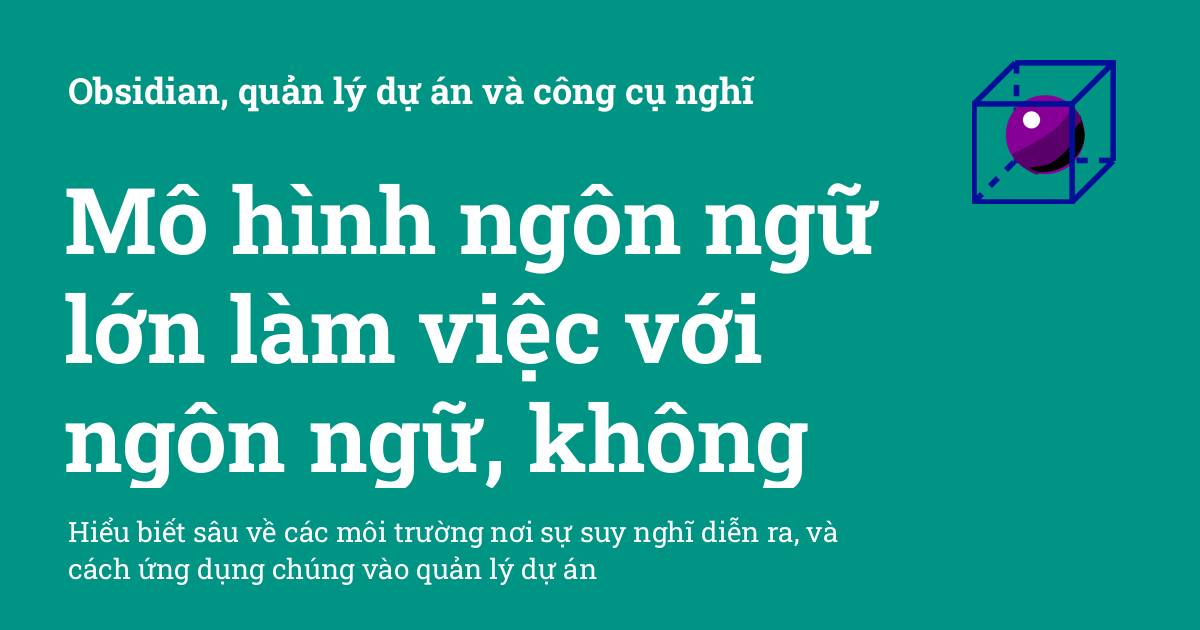 Obsidian, quản lý dự án và công cụ nghĩ
Mô hình ngôn ngữ
lớn làm việc với
ngôn ngữ, không
Hiểu biết sâu về các môi trường nơi sự suy nghĩ diễn ra, và
cách ứng dụng chúng vào quản lý dự án